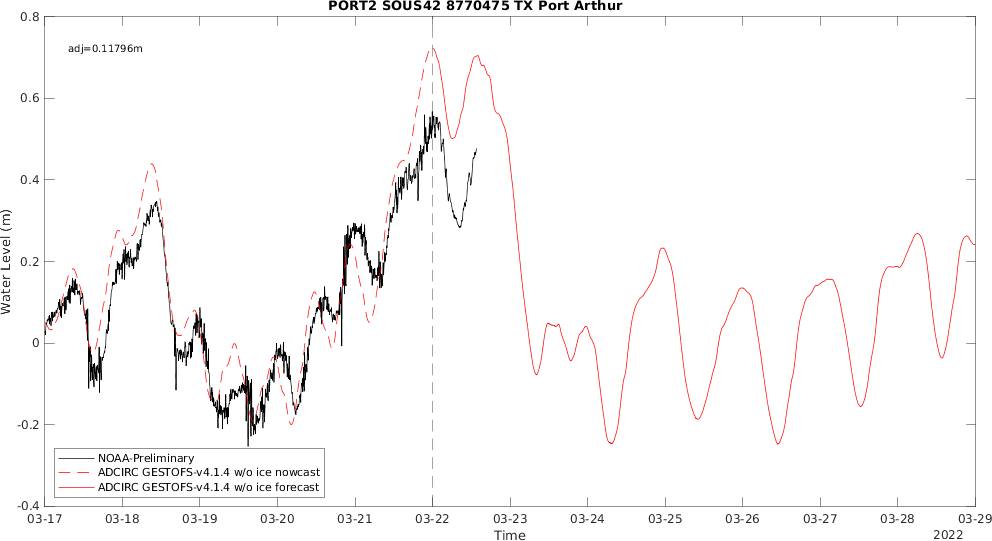 PORT2 SOUS42 8770475 TX Port Arthur
0.8
adj=0.11796m
0.6
0.4
0.2
0
-0.2
-0.4
Water Level (m)
NOAA-Preliminary
ADCIRC GESTOFS-v4.1.4 w/o ice nowcast
ADCIRC GESTOFS-v4.1.4 w/o ice forecast
03-17 03-18 03-19 03-20 03-21 03-22 03-23 03-24 03-25 03-26 03-27 03-28 03-29
Time
2022